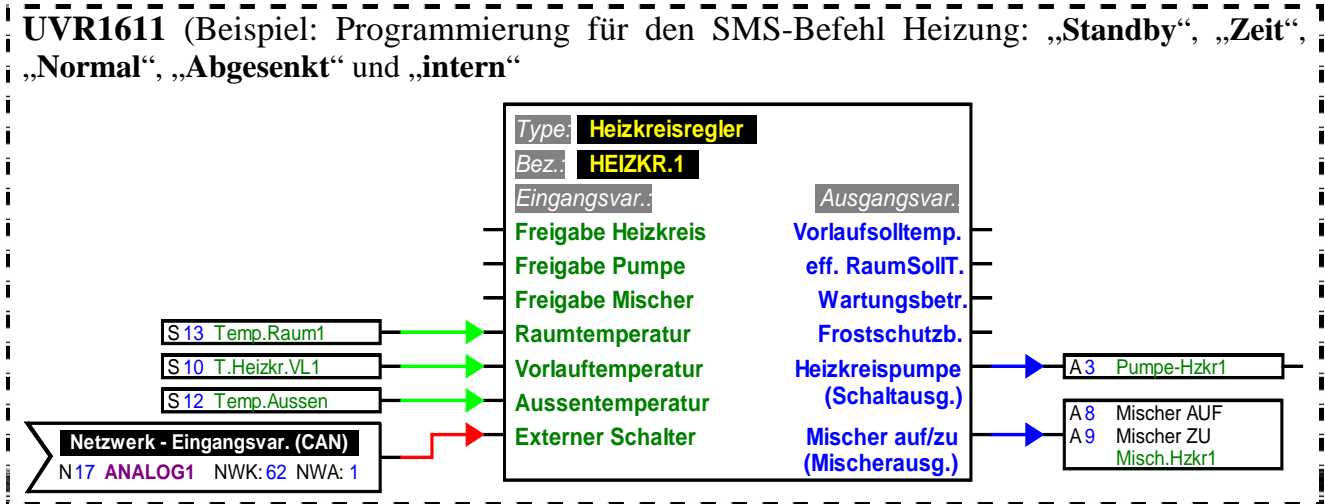 UVR1611 (Beispiel: Programmierung für den SMS-Befehl Heizung: „Standby“, „Zeit“,
„Normal“, „Abgesenkt“ und „intern“
Type: Heizkreisregler
Bez.: HEIZKR.1
Eingangsvar.: Ausgangsvar.:
Freigabe Heizkreis Vorlaufsolltemp.
Freigabe Pumpe eff. RaumSollT.
Freigabe Mischer Wartungsbetr.
S 13 Temp.Raum1 Raumtemperatur Frostschutzb.
S 10 T.Heizkr.VL1 Vorlauftemperatur Heizkreispumpe A 3 Pumpe-Hzkr1
(Schaltausg.)
S 12 Temp.Aussen Aussentemperatur A 8 Mischer AUF
Netzwerk - Eingangsvar. (CAN) Externer Schalter Mischer auf/zu A 9 Mischer ZU
(Mischerausg.) Misch.Hzkr1
N 17 ANALOG1 NWK: 62 NWA: 1